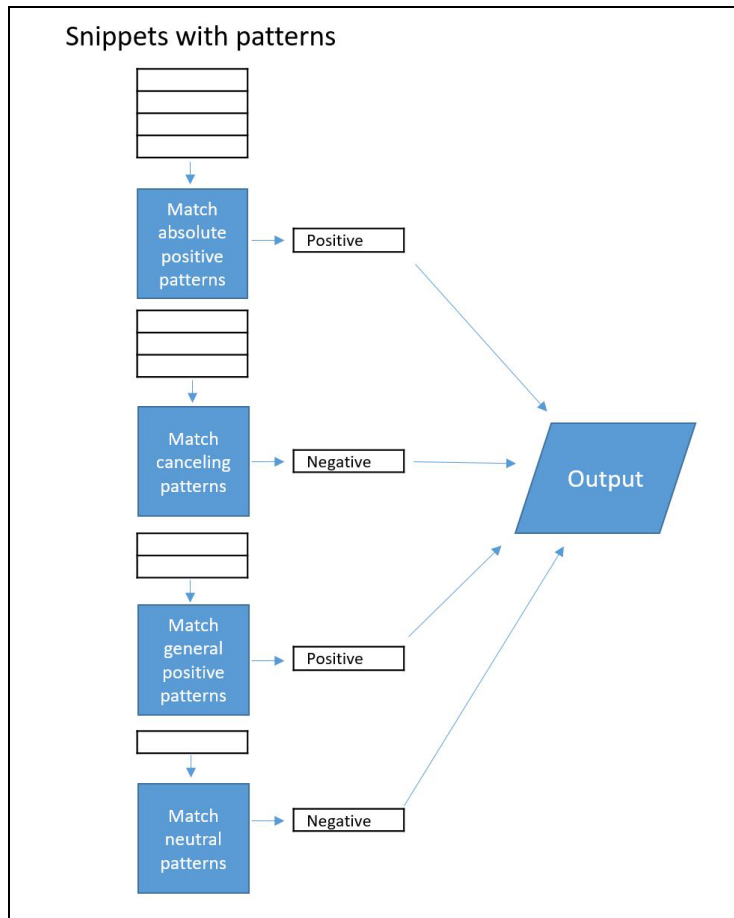 Snippets with patterns
Match
absolute
positive
patterns
Positive
Match
canceling
patterns
Negative
Output
Match
general
positive
patterns
Positive
Match
neutral
patterns
Negative